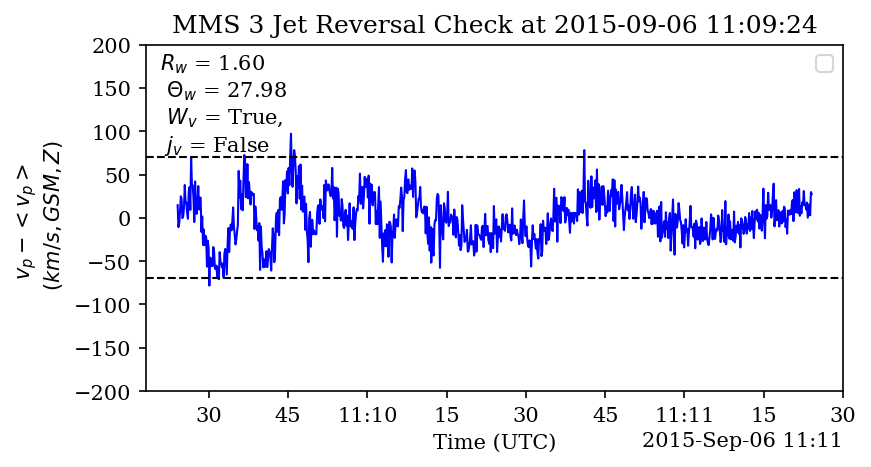 MMS 3 Jet Reversal Check at 2015-09-06 11:09:24
R_w = 1.60
Θ_w = 27.98
W_v = True,
j_v = False
v_p − < v_p >
(km/s, GSM, Z)
200
150
100
50
0
−50
−100
−150
−200
30 45 11:10 15 30 45 11:11 15 30
Time (UTC)
2015-Sep-06 11:11